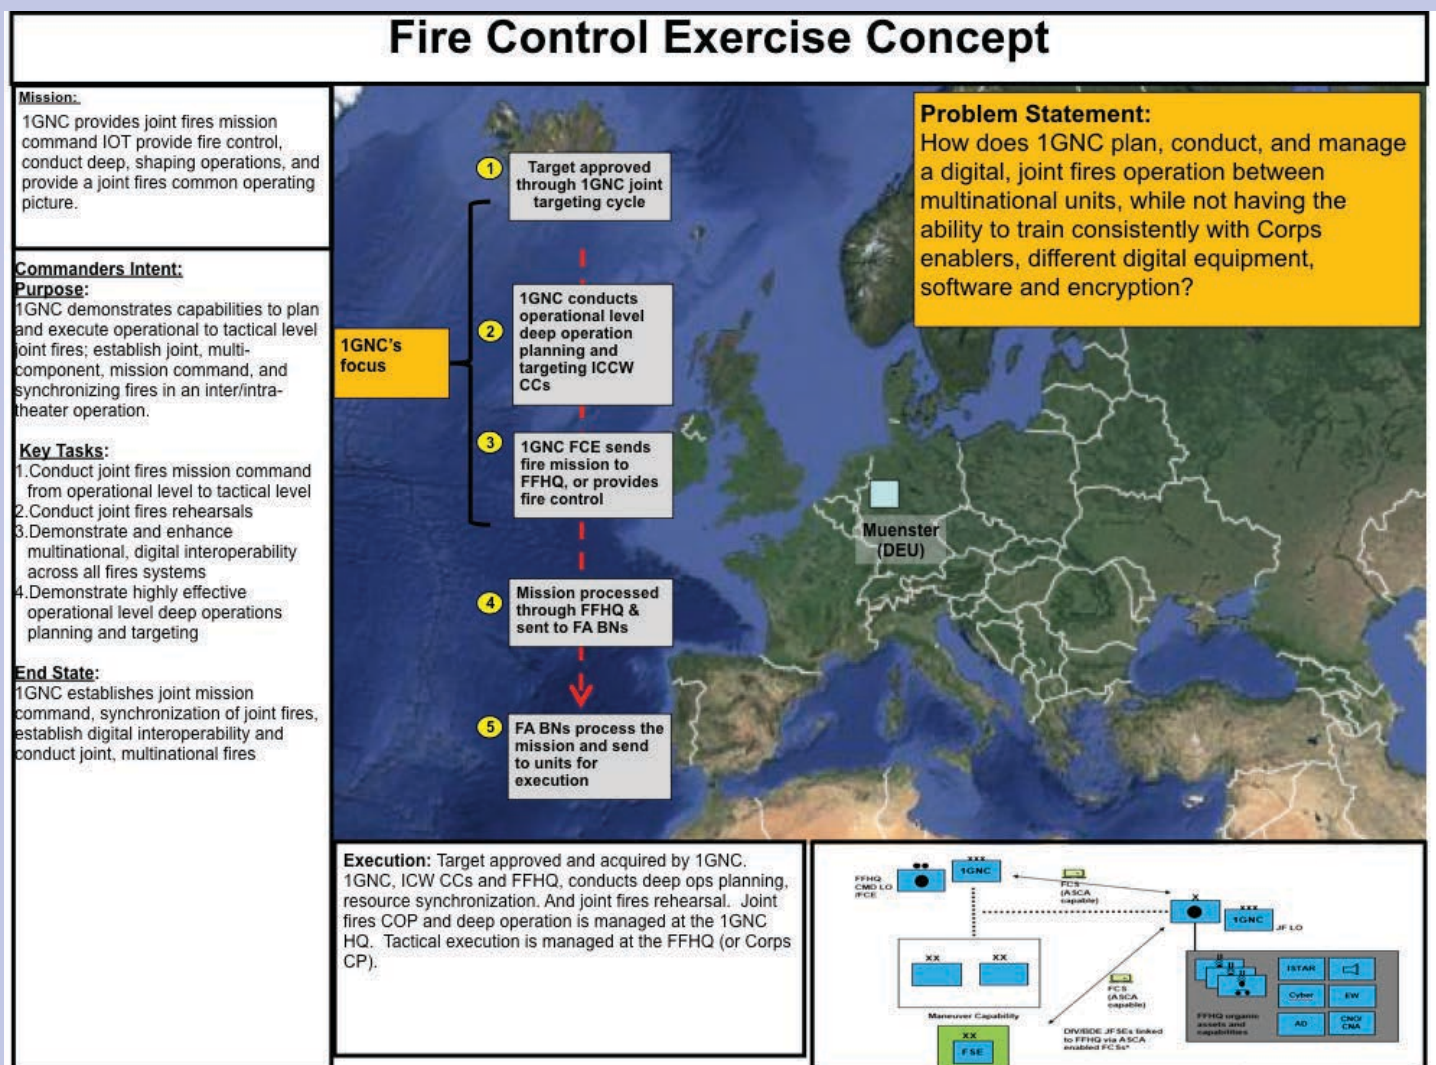 Fire Control Exercise Concept
Mission:
1GNC provides joint fires mission
command IOT provide fire control,
conduct deep, shaping operations, and
provide a joint fires common operating
picture.
Commanders Intent:
Purpose:
1GNC demonstrates capabilities to plan
and execute operational to tactical level
joint fires; establish joint, multi-
component, mission command, and
synchronizing fires in an inter/intra-
theater operation.
Key Tasks:
1.Conduct joint fires mission command
from operational level to tactical level
2.Conduct joint fires rehearsals
3.Demonstrate and enhance
multinational, digital interoperability
across all fires systems
4.Demonstrate highly effective
operational level deep operations
planning and targeting
End State:
1GNC establishes joint mission
command, synchronization of joint fires,
establish digital interoperability and
conduct joint, multinational fires
1GNC's
focus
1
Target approved
through 1GNC joint
targeting cycle
2
1GNC conducts
operational level
deep operation
planning and
targeting ICCW
CCs
3
1GNC FCE sends
fire mission to
FFHQ, or provides
fire control
4
Mission processed
through FFHQ &
sent to FA BNs
5
FA BNs process the
mission and send
to units for
execution
Problem Statement:
How does 1GNC plan, conduct, and manage
a digital, joint fires operation between
multinational units, while not having the
ability to train consistently with Corps
enablers, different digital equipment,
software and encryption?
Muenster
(DEU)
Execution: Target approved and acquired by 1GNC.
1GNC, ICW CCs and FFHQ, conducts deep ops planning,
resource synchronization. And joint fires rehearsal. Joint
fires COP and deep operation is managed at the 1GNC
HQ. Tactical execution is managed at the FFHQ (or Corps
CP).
FFHQ
CMD LO
/FCE
XXX
1GNC
FCS
(ASCA
capable)
X
XXX
1GNC
JF LO
XX
XX
Maneuver Capability
FCS
(ASCA
capable)
XX
FSE
DIV/BDE JFSEs linked
to FFHQ via ASCA
enabled FCSs*
FFHQ organic
assets and
capabilities
ISTAR
Cyber
EW
AD
CNO/
CNA